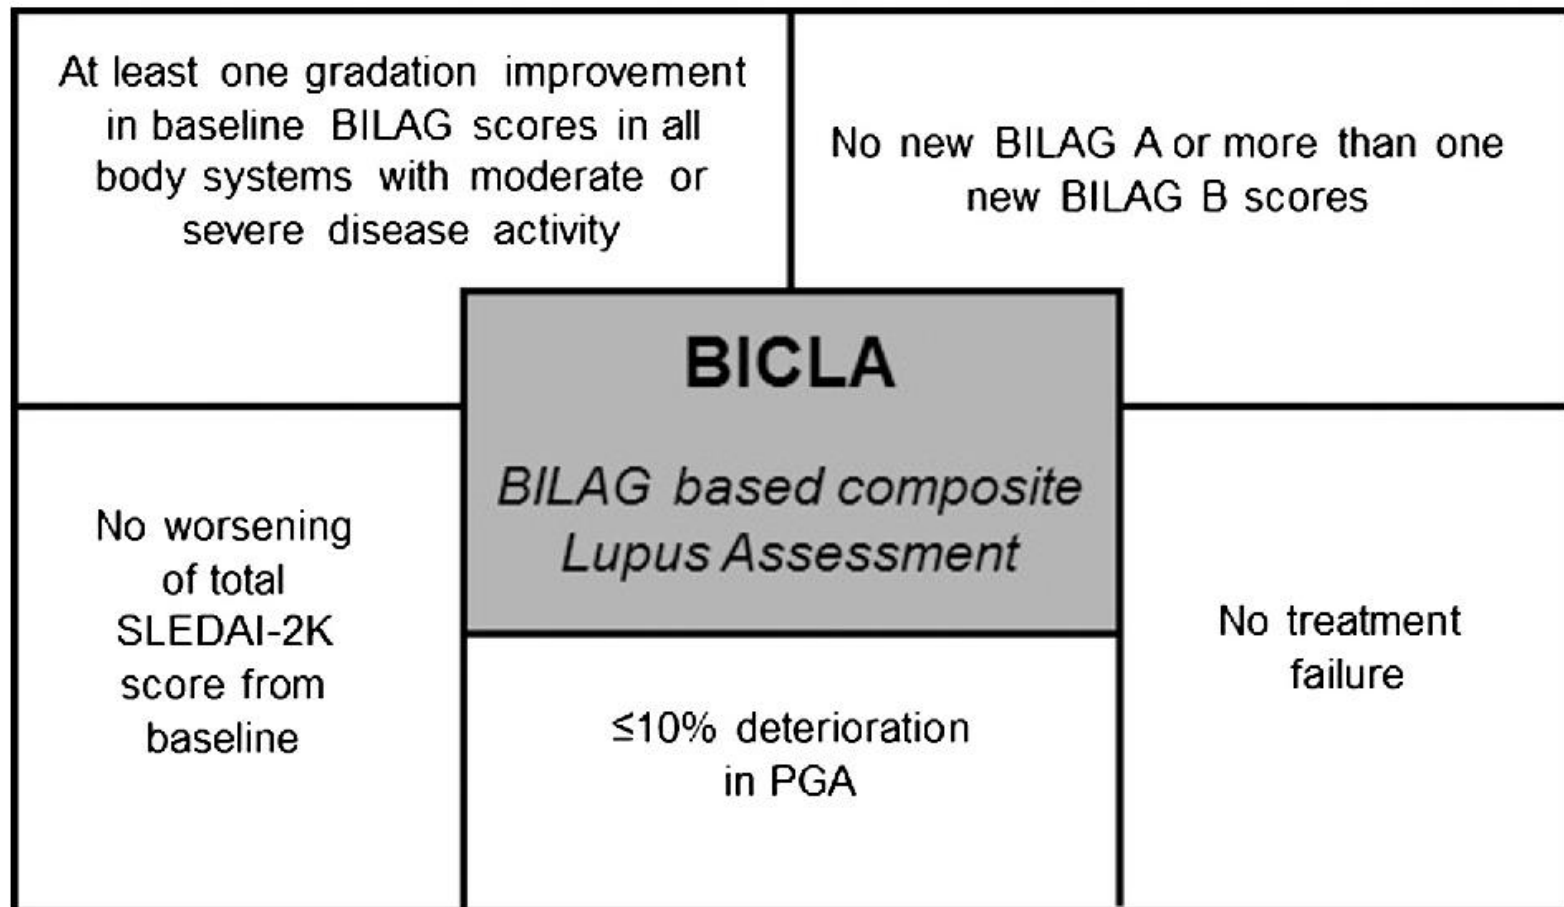 At least one gradation improvement
in baseline BILAG scores in all
body systems with moderate or
severe disease activity
No new BILAG A or more than one
new BILAG B scores
BICLA
BILAG based composite
Lupus Assessment
No worsening
of total
SLEDAI-2K
score from
baseline
≤10% deterioration
in PGA
No treatment
failure